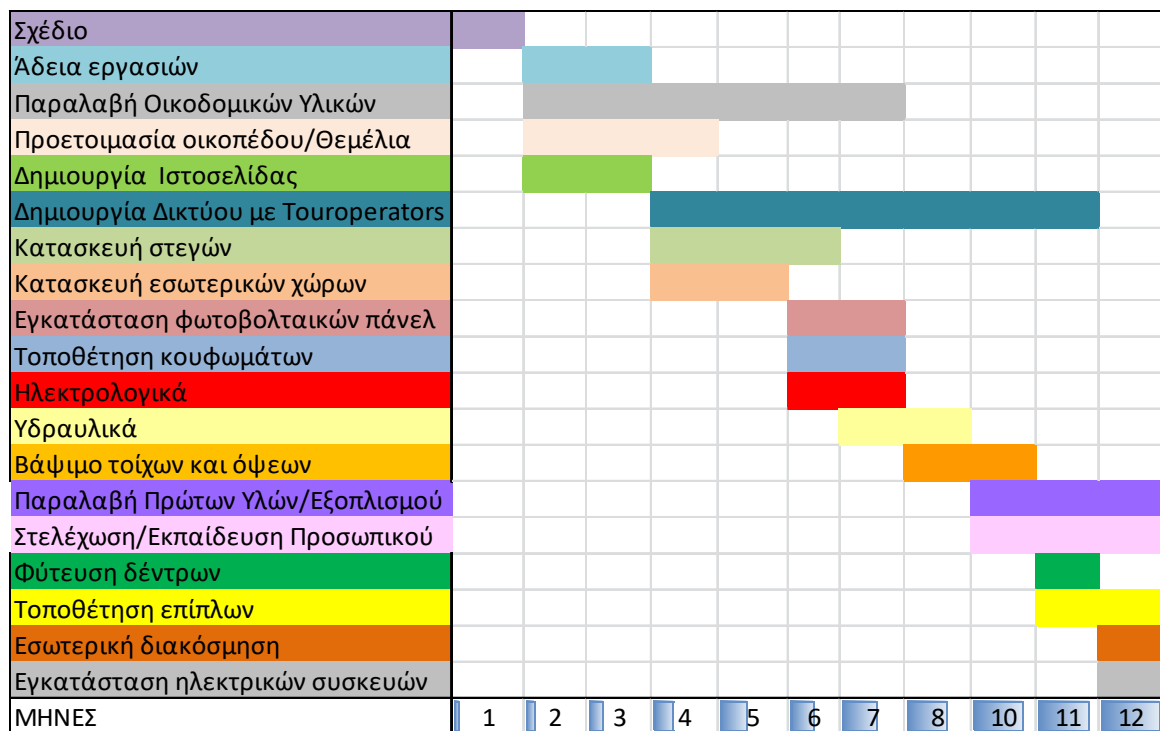 Σχέδιο
Άδεια εργασιών
Παραλαβή Οικοδομικών Υλικών
Προετοιμασία οικοπέδου/Θεμέλια
Δημιουργία Ιστοσελίδας
Δημιουργία Δικτύου με Touroperators
Κατασκευή στεγών
Κατασκευή εσωτερικών χώρων
Εγκατάσταση φωτοβολταικών πάνελ
Τοποθέτηση κουφωμάτων
Ηλεκτρολογικά
Υδραυλικά
Βάψιμο τοίχων και όψεων
Παραλαβή Πρώτων Υλών/Εξοπλισμού
Στελέχωση/Εκπαίδευση Προσωπικού
Φύτευση δέντρων
Τοποθέτηση επίπλων
Εσωτερική διακόσμηση
Εγκατάσταση ηλεκτρικών συσκευών
ΜΗΝΕΣ 1 2 3 4 5 6 7 8 10 11 12